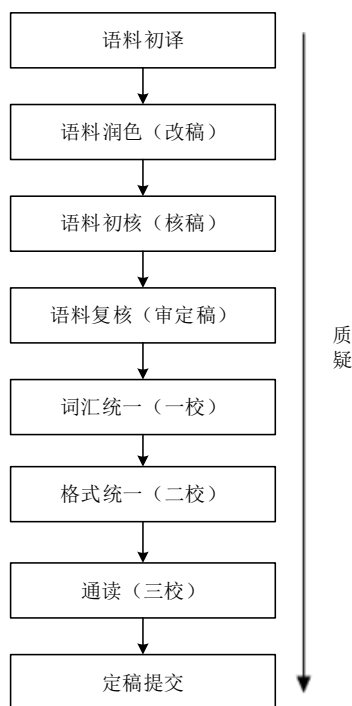 语料初译
语料润色（改稿）
语料初核（核稿）
语料复核（审定稿）
词汇统一（一校）
格式统一（二校）
通读（三校）
定稿提交
质疑